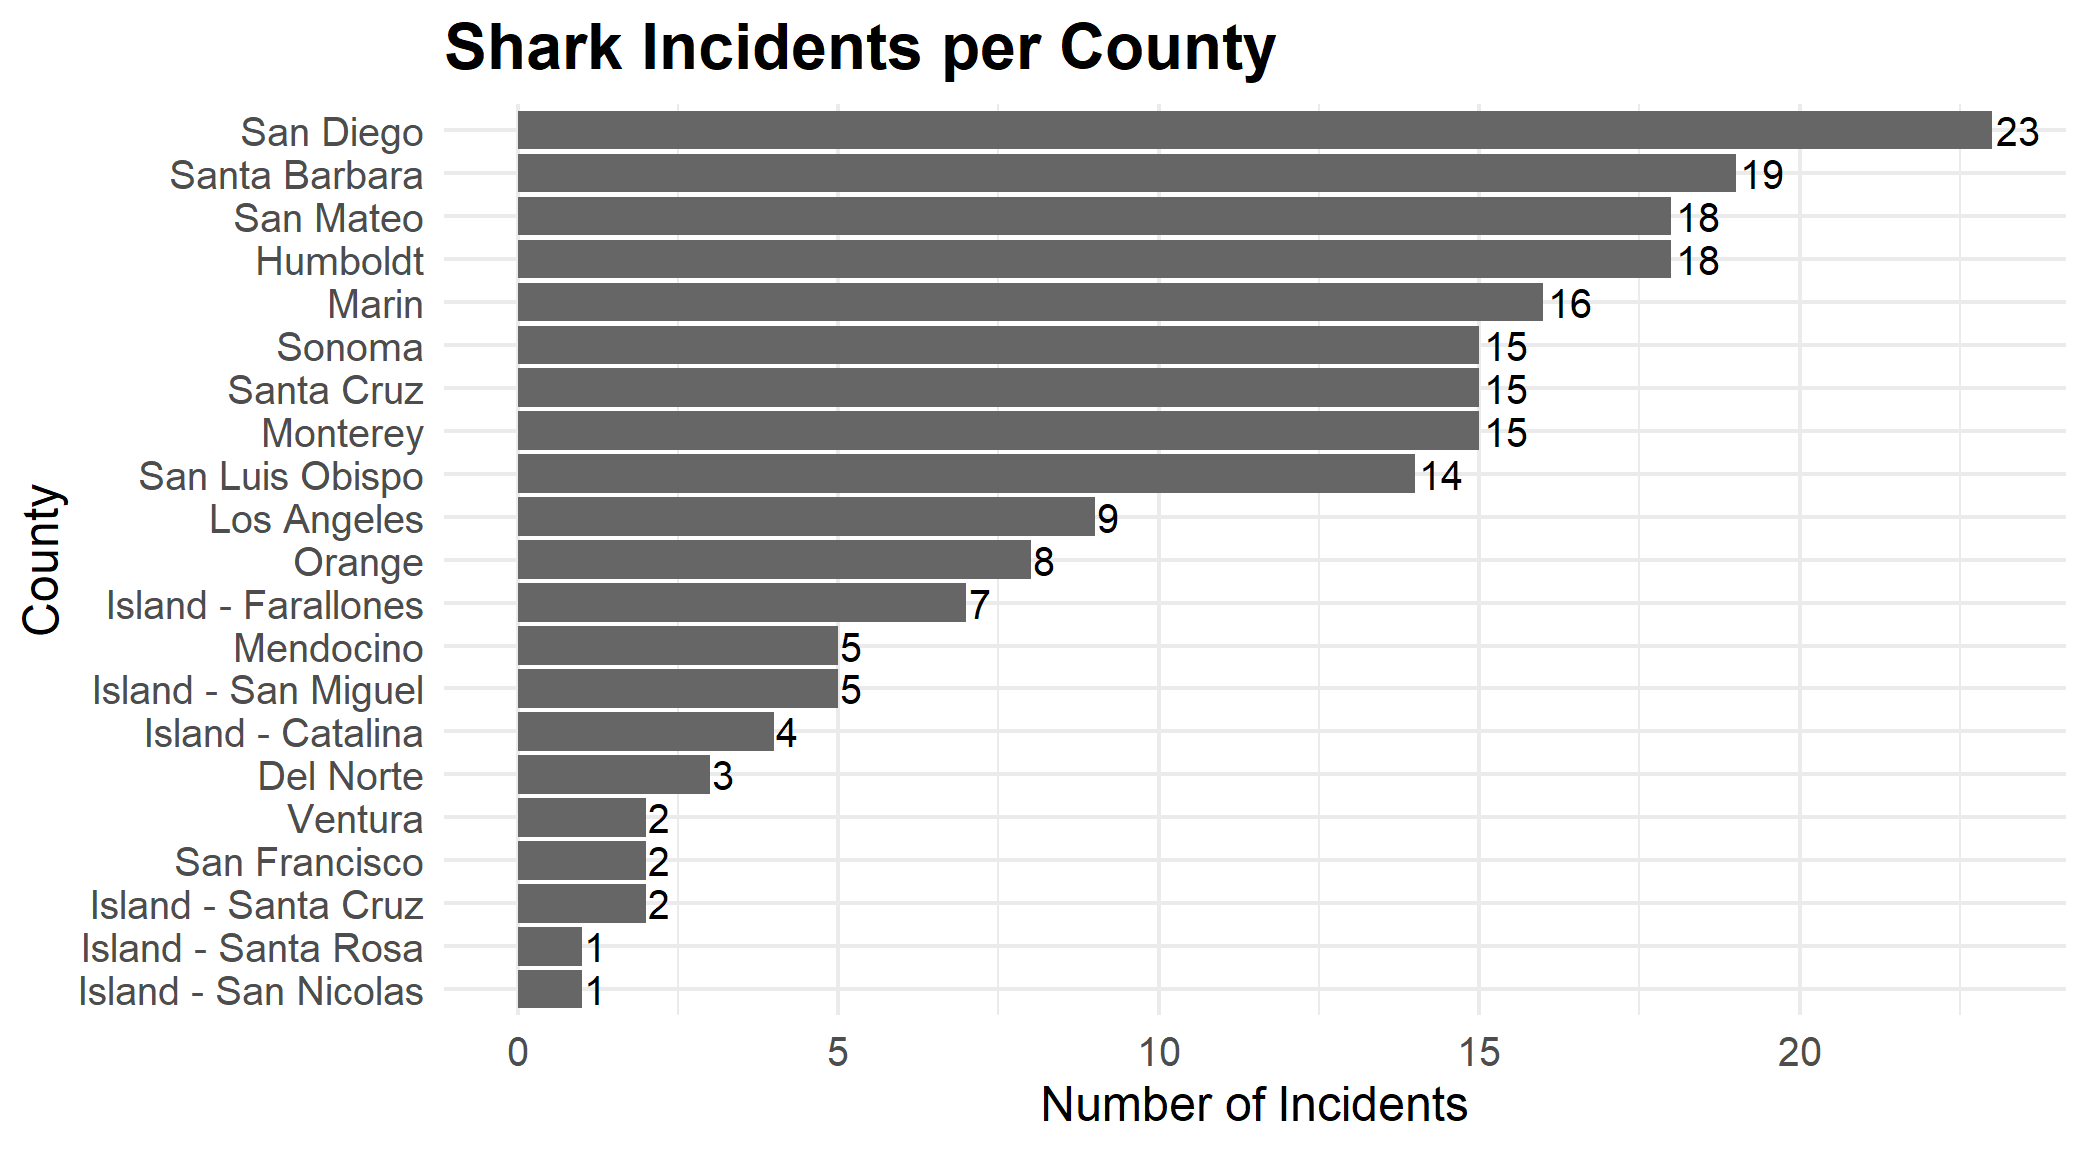 Shark Incidents per County
San Diego 23
Santa Barbara 19
San Mateo 18
Humboldt 18
Marin 16
Sonoma 15
Santa Cruz 15
Monterey 15
San Luis Obispo 14
Los Angeles 9
Orange 8
Island - Farallones 7
Mendocino 5
Island - San Miguel 5
Island - Catalina 4
Del Norte 3
Ventura 2
San Francisco 2
Island - Santa Cruz 2
Island - Santa Rosa 1
Island - San Nicolas 1
County
0 5 10 15 20
Number of Incidents